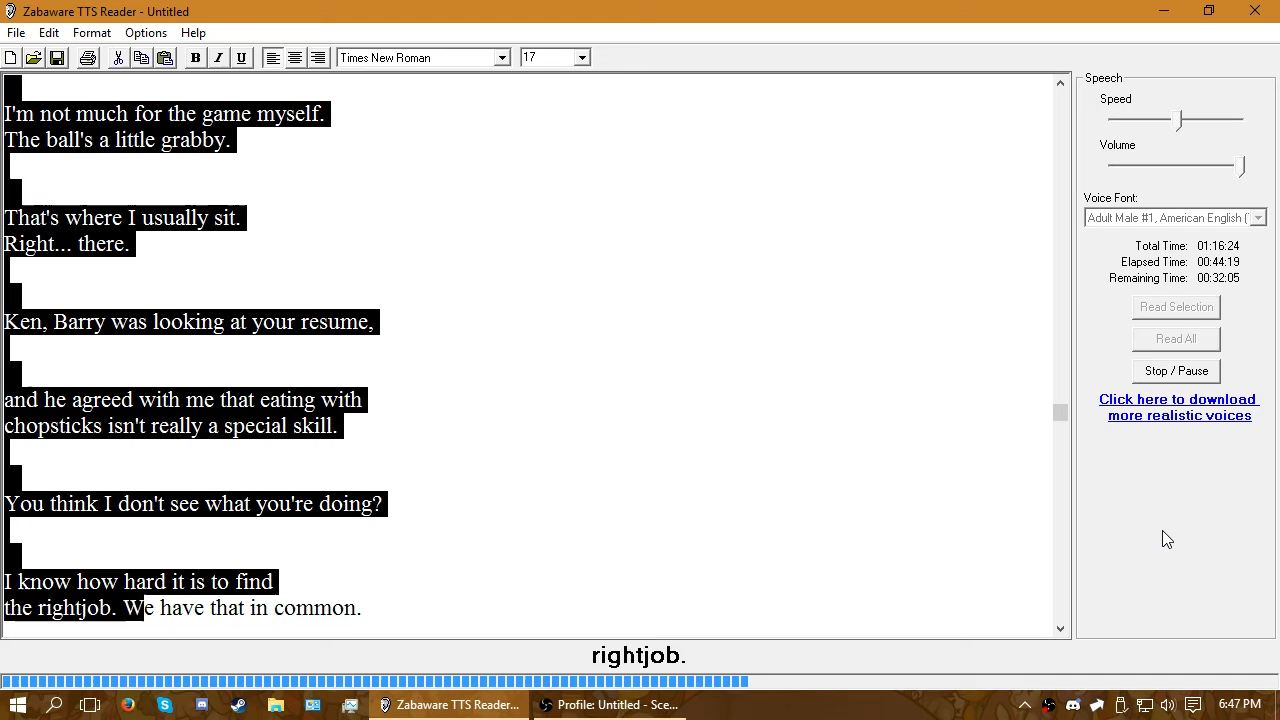 Zabaware TTS Reader - Untitled
File Edit Format Options Help
B I U Times New Roman 17
I'm not much for the game myself.
The ball's a little grabby.
That's where I usually sit.
Right... there.
Ken, Barry was looking at your resume,
and he agreed with me that eating with
chopsticks isn't really a special skill.
You think I don't see what you're doing?
I know how hard it is to find
the rightjob. We have that in common.
Speech
Speed
Volume
Voice Font:
Adult Male #1, American English (
Total Time: 01:16:24
Elapsed Time: 00:44:19
Remaining Time: 00:32:05
Read Selection
Read All
Stop / Pause
Click here to download
more realistic voices
rightjob.
Zabaware TTS Reader... Profile: Untitled - Sce... 6:47 PM